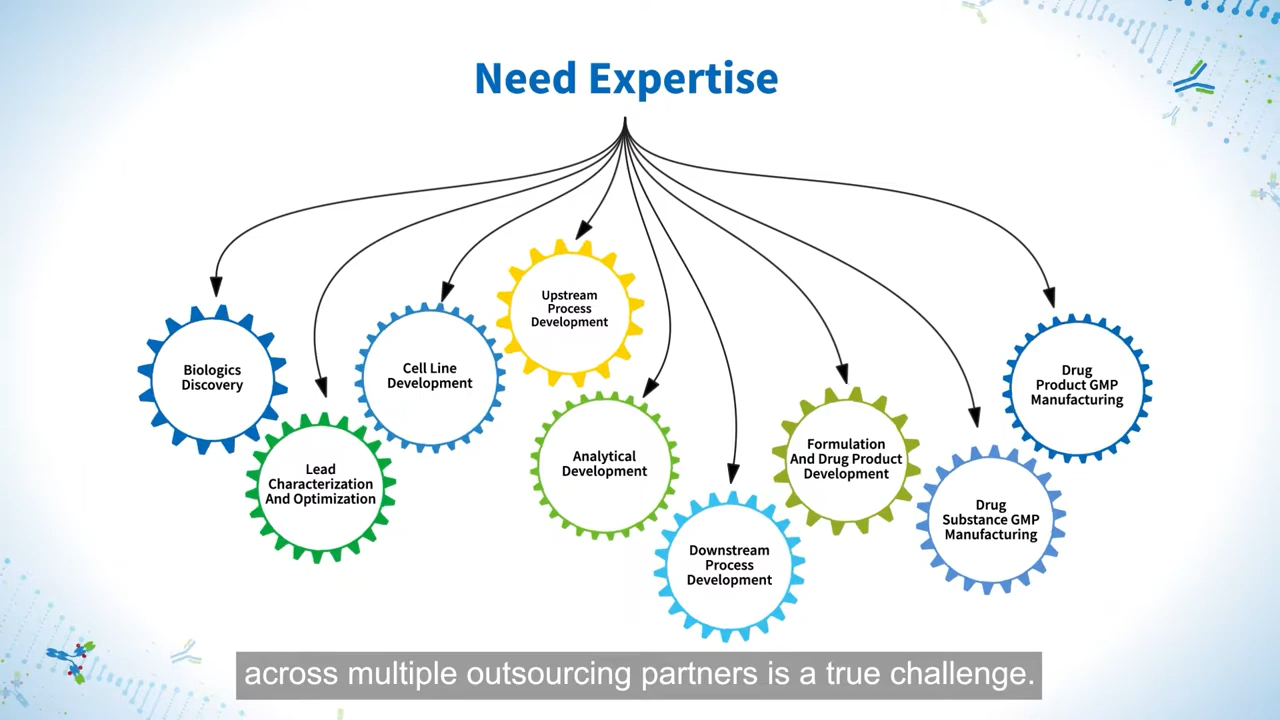 Need Expertise
Biologics
Discovery
Lead
Characterization
And Optimization
Cell Line
Development
Upstream
Process
Development
Analytical
Development
Downstream
Process
Development
Formulation
And Drug Product
Development
Drug
Substance GMP
Manufacturing
Drug
Product GMP
Manufacturing
across multiple outsourcing partners is a true challenge.